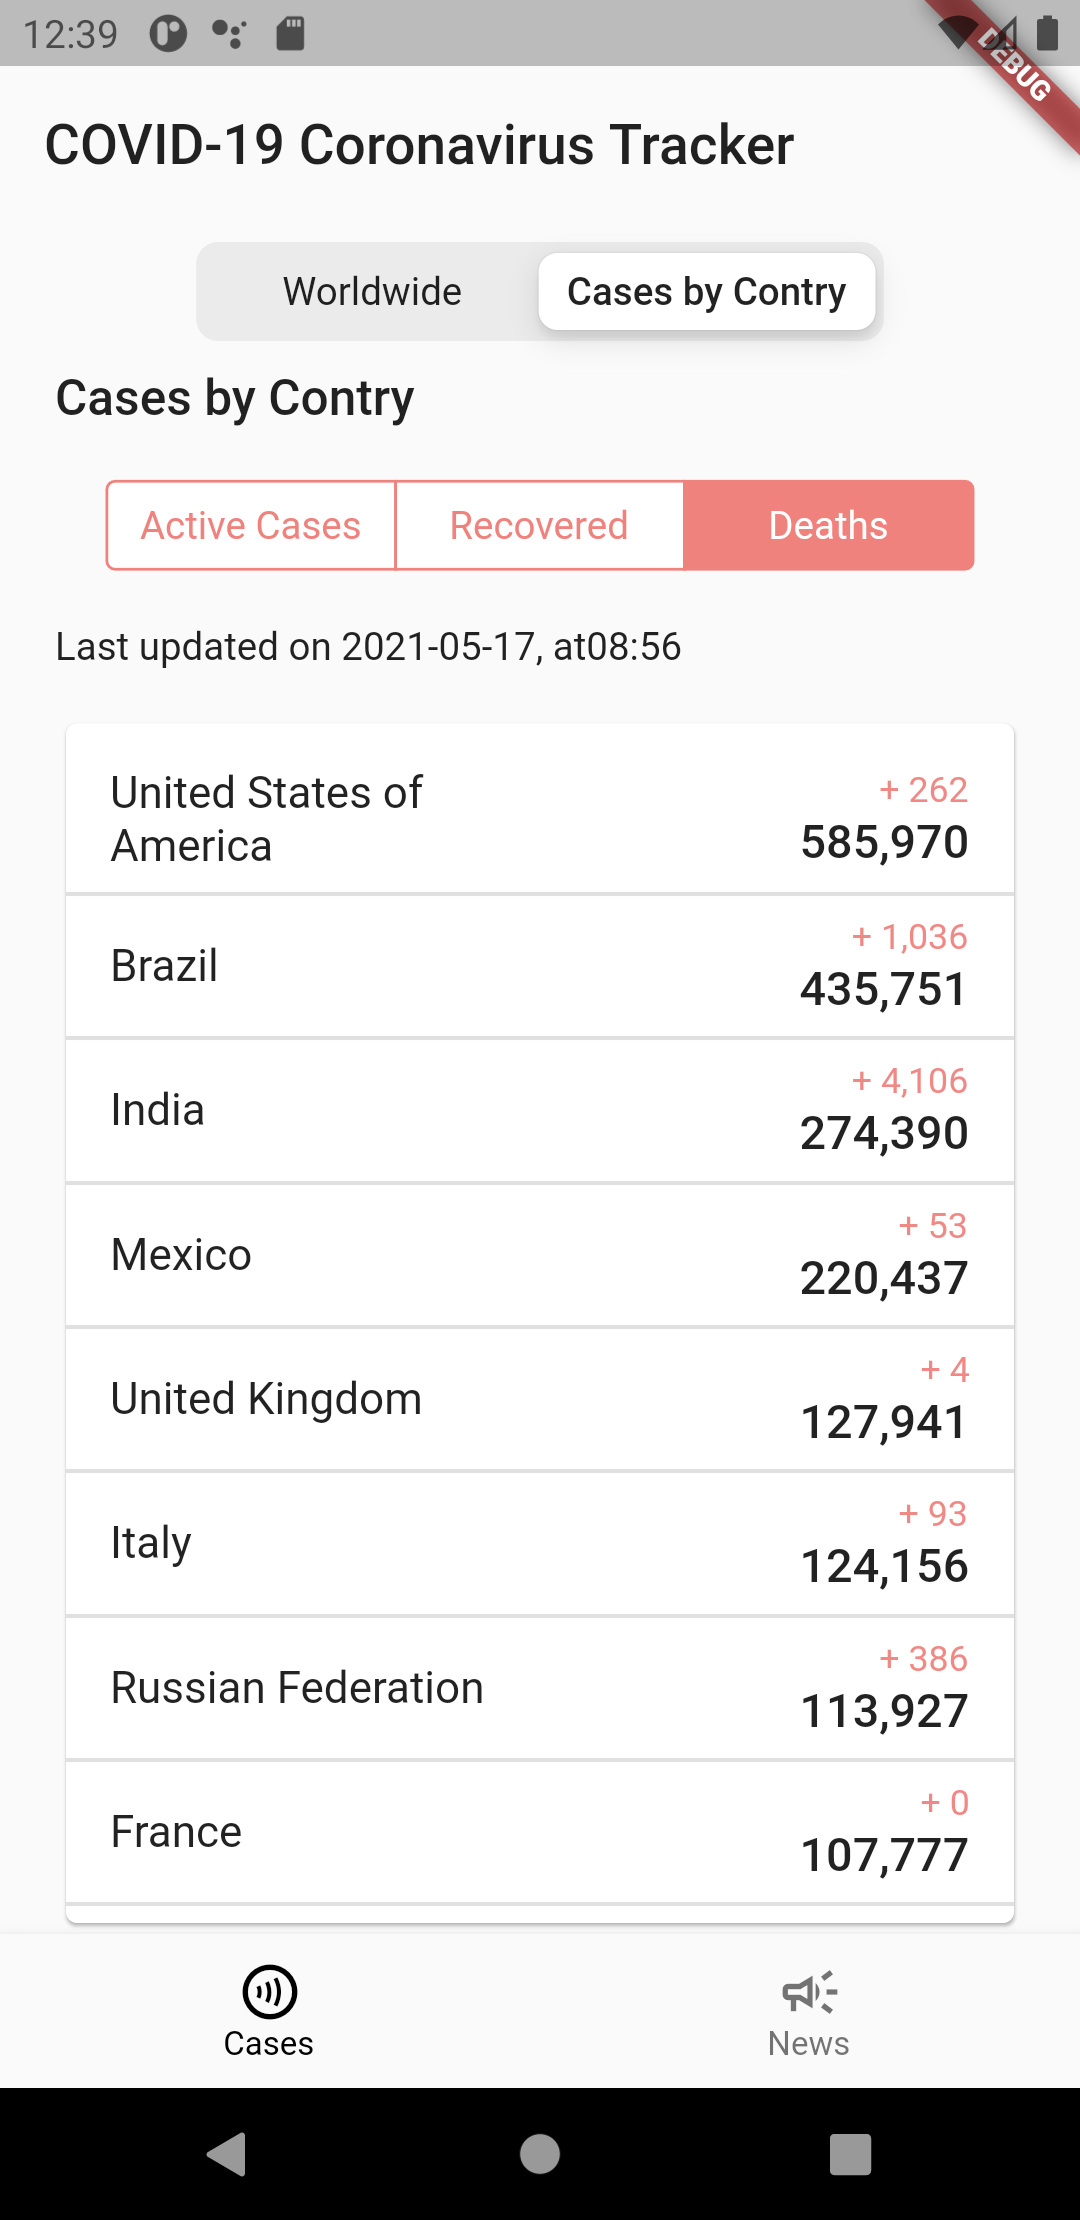 12:39
DEBUG
COVID-19 Coronavirus Tracker
Worldwide
Cases by Contry
Cases by Contry
Active Cases
Recovered
Deaths
Last updated on 2021-05-17, at08:56
United States of
America
+ 262
585,970
Brazil
+ 1,036
435,751
India
+ 4,106
274,390
Mexico
+ 53
220,437
United Kingdom
+ 4
127,941
Italy
+ 93
124,156
Russian Federation
+ 386
113,927
France
+ 0
107,777
Cases
News